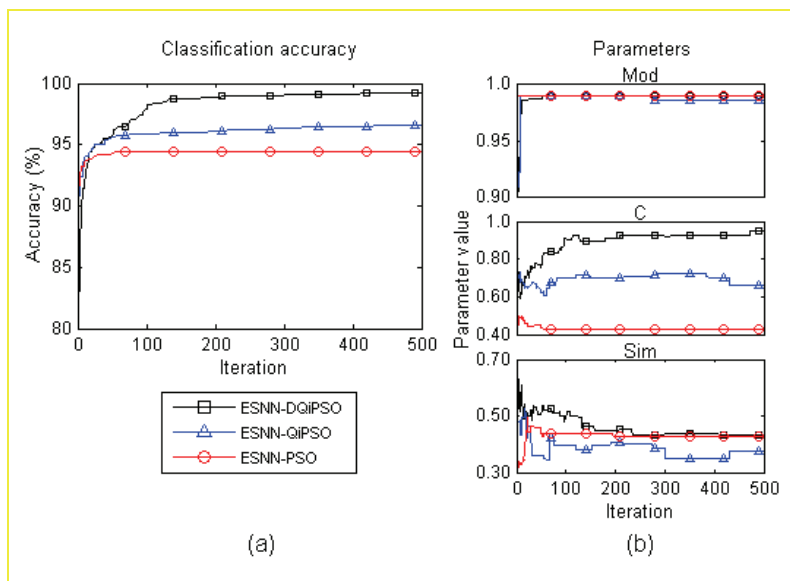 Classification accuracy
100
95
90
85
80
Accuracy (%)
0 100 200 300 400 500
Iteration
ESNN-DQiPSO
ESNN-QiPSO
ESNN-PSO
(a)
Parameters
Mod
1.0
0.95
0.90
C
1.0
0.80
0.60
0.40
Parameter value
Sim
0.70
0.50
0.30
0 100 200 300 400 500
Iteration
(b)